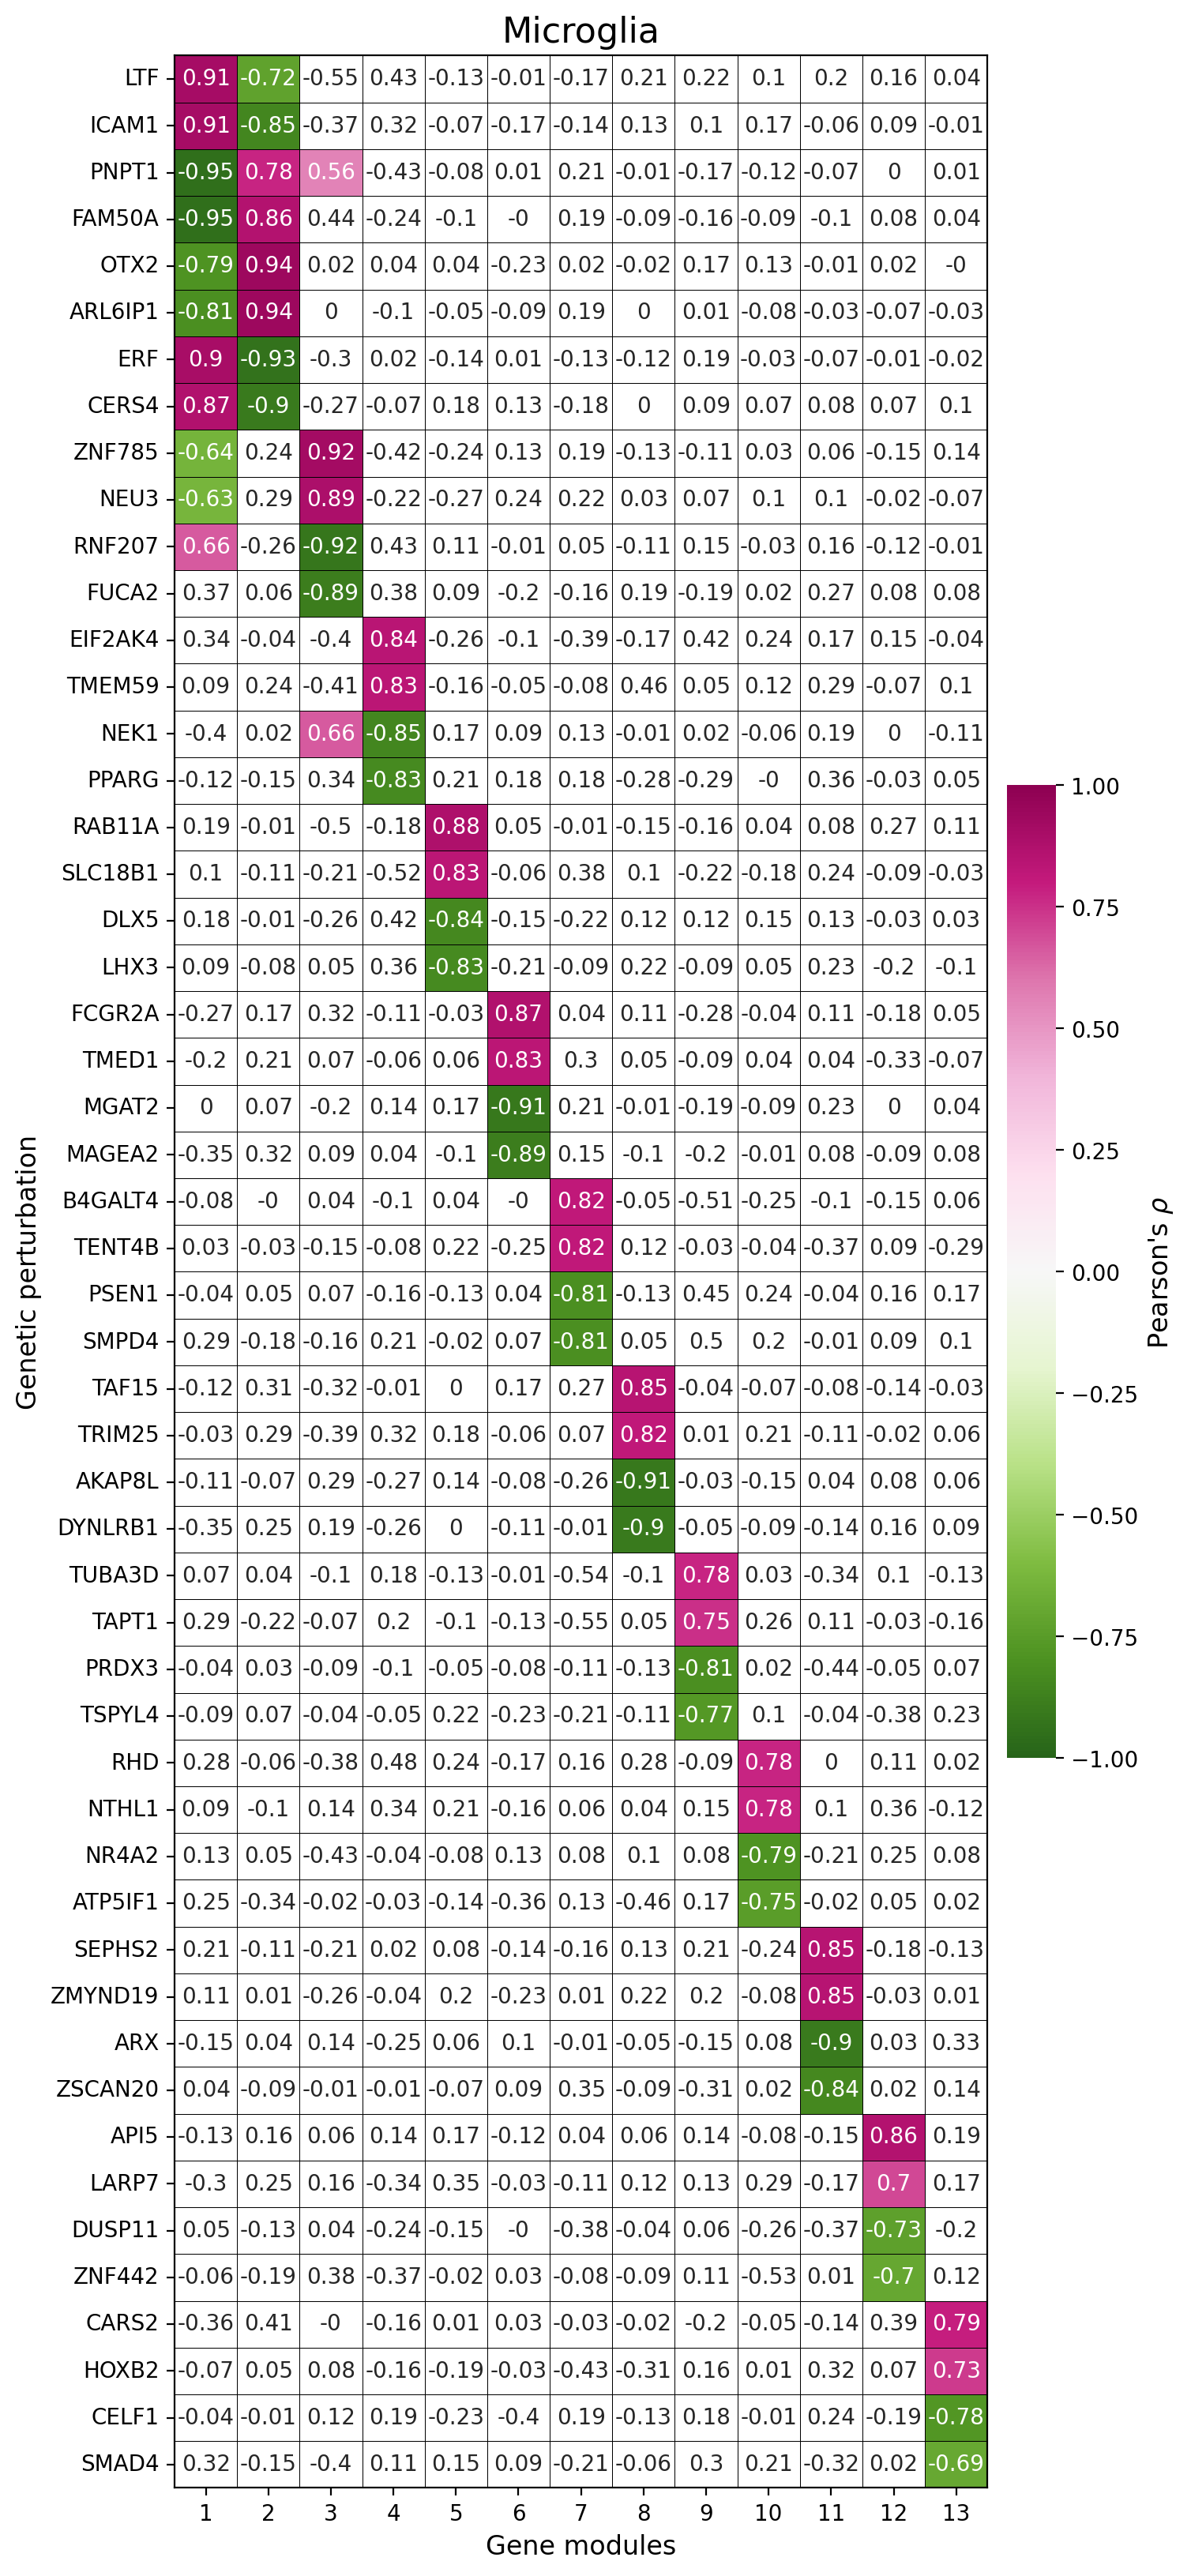 Microglia
LTF 0.91 -0.72 -0.55 0.43 -0.13 -0.01 -0.17 0.21 0.22 0.1 0.2 0.16 0.04
ICAM1 0.91 -0.85 -0.37 0.32 -0.07 -0.17 -0.14 0.13 0.1 0.17 -0.06 0.09 -0.01
PNPT1 -0.95 0.78 0.56 -0.43 -0.08 0.01 0.21 -0.01 -0.17 -0.12 -0.07 0 0.01
FAM50A -0.95 0.86 0.44 -0.24 -0.1 -0 0.19 -0.09 -0.16 -0.09 -0.1 0.08 0.04
OTX2 -0.79 0.94 0.02 0.04 0.04 -0.23 0.02 -0.02 0.17 0.13 -0.01 0.02 -0
ARL6IP1 -0.81 0.94 0 -0.1 -0.05 -0.09 0.19 0 0.01 -0.08 -0.03 -0.07 -0.03
ERF 0.9 -0.93 -0.3 0.02 -0.14 0.01 -0.13 -0.12 0.19 -0.03 -0.07 -0.01 -0.02
CERS4 0.87 -0.9 -0.27 -0.07 0.18 0.13 -0.18 0 0.09 0.07 0.08 0.07 0.1
ZNF785 -0.64 0.24 0.92 -0.42 -0.24 0.13 0.19 -0.13 -0.11 0.03 0.06 -0.15 0.14
NEU3 -0.63 0.29 0.89 -0.22 -0.27 0.24 0.22 0.03 0.07 0.1 0.1 -0.02 -0.07
RNF207 0.66 -0.26 -0.92 0.43 0.11 -0.01 0.05 -0.11 0.15 -0.03 0.16 -0.12 -0.01
FUCA2 0.37 0.06 -0.89 0.38 0.09 -0.2 -0.16 0.19 -0.19 0.02 0.27 0.08 0.08
EIF2AK4 0.34 -0.04 -0.4 0.84 -0.26 -0.1 -0.39 -0.17 0.42 0.24 0.17 0.15 -0.04
TMEM59 0.09 0.24 -0.41 0.83 -0.16 -0.05 -0.08 0.46 0.05 0.12 0.29 -0.07 0.1
NEK1 -0.4 0.02 0.66 -0.85 0.17 0.09 0.13 -0.01 0.02 -0.06 0.19 0 -0.11
PPARG -0.12 -0.15 0.34 -0.83 0.21 0.18 0.18 -0.28 -0.29 -0 0.36 -0.03 0.05
RAB11A 0.19 -0.01 -0.5 -0.18 0.88 0.05 -0.01 -0.15 -0.16 0.04 0.08 0.27 0.11
SLC18B1 0.1 -0.11 -0.21 -0.52 0.83 -0.06 0.38 0.1 -0.22 -0.18 0.24 -0.09 -0.03
DLX5 0.18 -0.01 -0.26 0.42 -0.84 -0.15 -0.22 0.12 0.12 0.15 0.13 -0.03 0.03
LHX3 0.09 -0.08 0.05 0.36 -0.83 -0.21 -0.09 0.22 -0.09 0.05 0.23 -0.2 -0.1
FCGR2A -0.27 0.17 0.32 -0.11 -0.03 0.87 0.04 0.11 -0.28 -0.04 0.11 -0.18 0.05
TMED1 -0.2 0.21 0.07 -0.06 0.06 0.83 0.3 0.05 -0.09 0.04 0.04 -0.33 -0.07
MGAT2 0 0.07 -0.2 0.14 0.17 -0.91 0.21 -0.01 -0.19 -0.09 0.23 0 0.04
MAGEA2 -0.35 0.32 0.09 0.04 -0.1 -0.89 0.15 -0.1 -0.2 -0.01 0.08 -0.09 0.08
B4GALT4 -0.08 -0 0.04 -0.1 0.04 -0 0.82 -0.05 -0.51 -0.25 -0.1 -0.15 0.06
TENT4B 0.03 -0.03 -0.15 -0.08 0.22 -0.25 0.82 0.12 -0.03 -0.04 -0.37 0.09 -0.29
PSEN1 -0.04 0.05 0.07 -0.16 -0.13 0.04 -0.81 -0.13 0.45 0.24 -0.04 0.16 0.17
SMPD4 0.29 -0.18 -0.16 0.21 -0.02 0.07 -0.81 0.05 0.5 0.2 -0.01 0.09 0.1
TAF15 -0.12 0.31 -0.32 -0.01 0 0.17 0.27 0.85 -0.04 -0.07 -0.08 -0.14 -0.03
TRIM25 -0.03 0.29 -0.39 0.32 0.18 -0.06 0.07 0.82 0.01 0.21 -0.11 -0.02 0.06
AKAP8L -0.11 -0.07 0.29 -0.27 0.14 -0.08 -0.26 -0.91 -0.03 -0.15 0.04 0.08 0.06
DYNLRB1 -0.35 0.25 0.19 -0.26 0 -0.11 -0.01 -0.9 -0.05 -0.09 -0.14 0.16 0.09
TUBA3D 0.07 0.04 -0.1 0.18 -0.13 -0.01 -0.54 -0.1 0.78 0.03 -0.34 0.1 -0.13
TAPT1 0.29 -0.22 -0.07 0.2 -0.1 -0.13 -0.55 0.05 0.75 0.26 0.11 -0.03 -0.16
PRDX3 -0.04 0.03 -0.09 -0.1 -0.05 -0.08 -0.11 -0.13 -0.81 0.02 -0.44 -0.05 0.07
TSPYL4 -0.09 0.07 -0.04 -0.05 0.22 -0.23 -0.21 -0.11 -0.77 0.1 -0.04 -0.38 0.23
RHD 0.28 -0.06 -0.38 0.48 0.24 -0.17 0.16 0.28 -0.09 0.78 0 0.11 0.02
NTHL1 0.09 -0.1 0.14 0.34 0.21 -0.16 0.06 0.04 0.15 0.78 0.1 0.36 -0.12
NR4A2 0.13 0.05 -0.43 -0.04 -0.08 0.13 0.08 0.1 0.08 -0.79 -0.21 0.25 0.08
ATP5IF1 0.25 -0.34 -0.02 -0.03 -0.14 -0.36 0.13 -0.46 0.17 -0.75 -0.02 0.05 0.02
SEPHS2 0.21 -0.11 -0.21 0.02 0.08 -0.14 -0.16 0.13 0.21 -0.24 0.85 -0.18 -0.13
ZMYND19 0.11 0.01 -0.26 -0.04 0.2 -0.23 0.01 0.22 0.2 -0.08 0.85 -0.03 0.01
ARX -0.15 0.04 0.14 -0.25 0.06 0.1 -0.01 -0.05 -0.15 0.08 -0.9 0.03 0.33
ZSCAN20 0.04 -0.09 -0.01 -0.01 -0.07 0.09 0.35 -0.09 -0.31 0.02 -0.84 0.02 0.14
API5 -0.13 0.16 0.06 0.14 0.17 -0.12 0.04 0.06 0.14 -0.08 -0.15 0.86 0.19
LARP7 -0.3 0.25 0.16 -0.34 0.35 -0.03 -0.11 0.12 0.13 0.29 -0.17 0.7 0.17
DUSP11 0.05 -0.13 0.04 -0.24 -0.15 -0 -0.38 -0.04 0.06 -0.26 -0.37 -0.73 -0.2
ZNF442 -0.06 -0.19 0.38 -0.37 -0.02 0.03 -0.08 -0.09 0.11 -0.53 0.01 -0.7 0.12
CARS2 -0.36 0.41 -0 -0.16 0.01 0.03 -0.03 -0.02 -0.2 -0.05 -0.14 0.39 0.79
HOXB2 -0.07 0.05 0.08 -0.16 -0.19 -0.03 -0.43 -0.31 0.16 0.01 0.32 0.07 0.73
CELF1 -0.04 -0.01 0.12 0.19 -0.23 -0.4 0.19 -0.13 0.18 -0.01 0.24 -0.19 -0.78
SMAD4 0.32 -0.15 -0.4 0.11 0.15 0.09 -0.21 -0.06 0.3 0.21 -0.32 0.02 -0.69
1 2 3 4 5 6 7 8 9 10 11 12 13
Gene modules
Genetic perturbation
1.00
0.75
0.50
0.25
0.00
−0.25
−0.50
−0.75
−1.00
Pearson's ρ